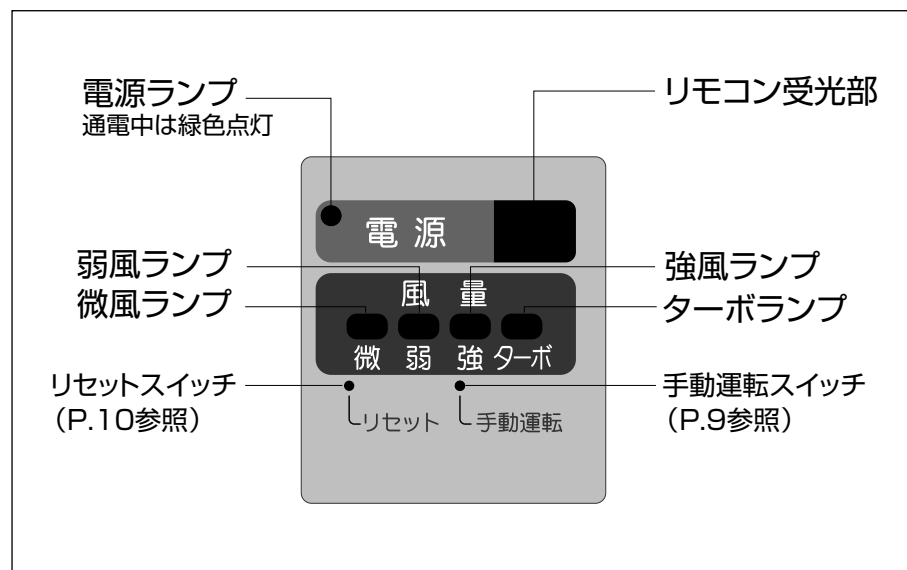 電源ランプ
通電中は緑色点灯
リモコン受光部
電源
弱風ランプ
微風ランプ
強風ランプ
ターボランプ
風量
微 弱 強 ターボ
リセットスイッチ
（P.10参照）
リセット
手動運転
手動運転スイッチ
（P.9参照）